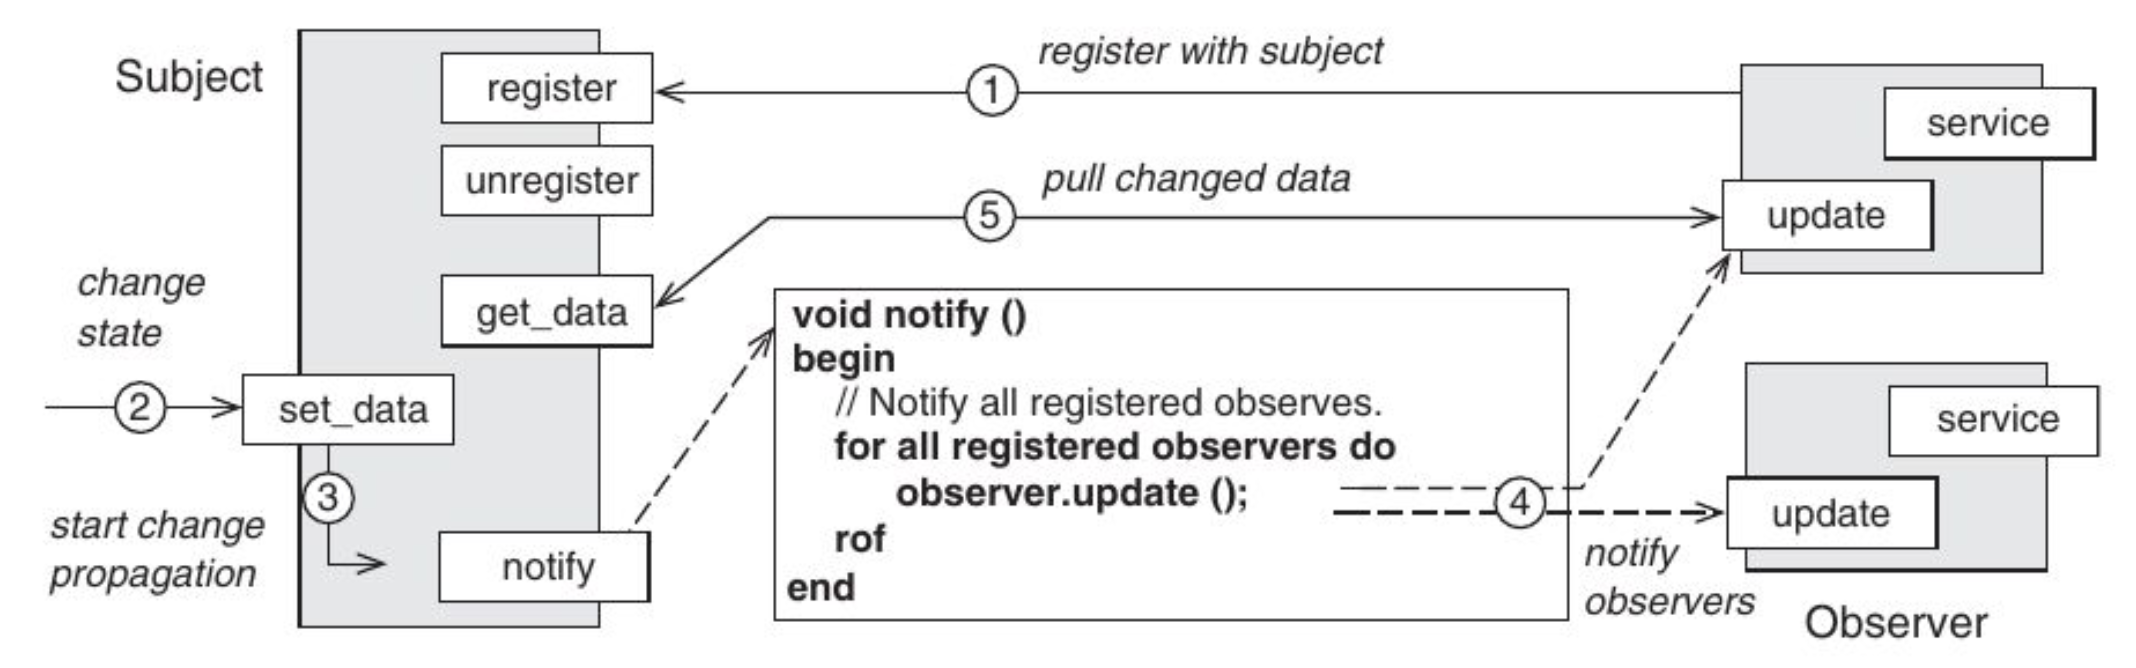 Subject
register
unregister
get_data
set_data
notify
change
state
2
3
start change
propagation
register with subject
1
pull changed data
5
void notify ()
begin
// Notify all registered observes.
for all registered observers do
observer.update ();
rof
end
4
notify
observers
service
update
service
update
Observer